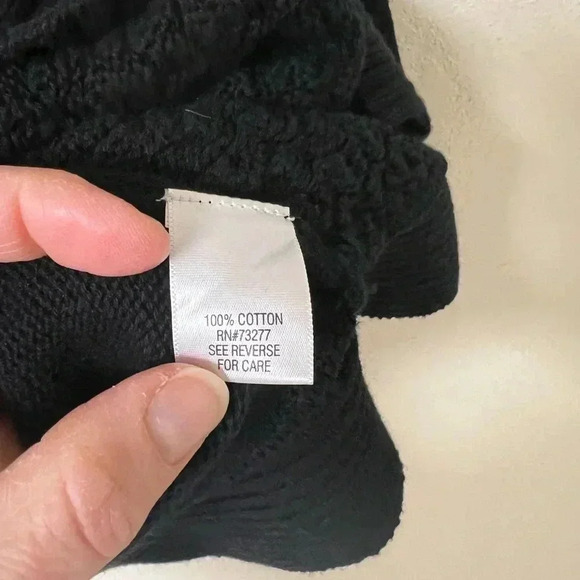 100% COTTON
RN#73277
SEE REVERSE
FOR CARE